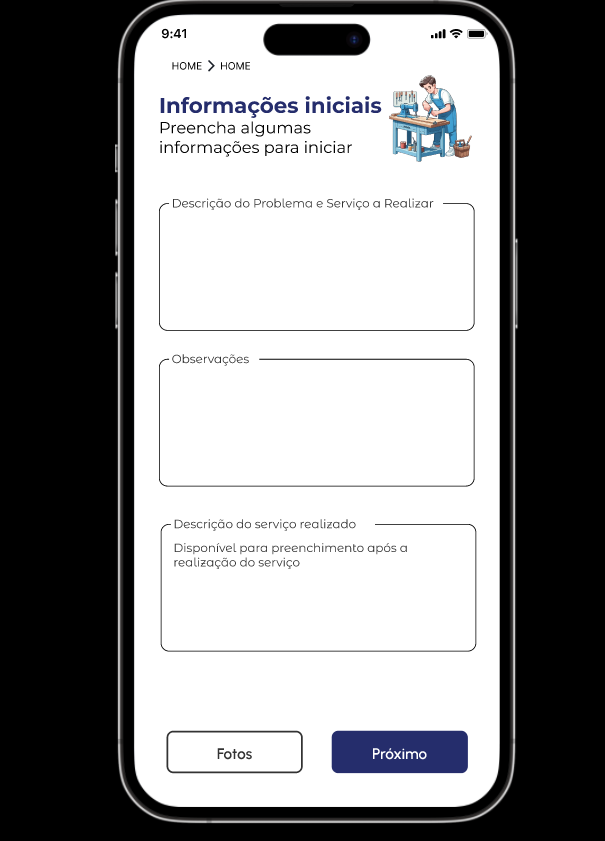 9:41
HOME > HOME
Informações iniciais
Preencha algumas
informações para iniciar
Descrição do Problema e Serviço a Realizar
Observações
Descrição do serviço realizado
Disponível para preenchimento após a
realização do serviço
Fotos
Próximo